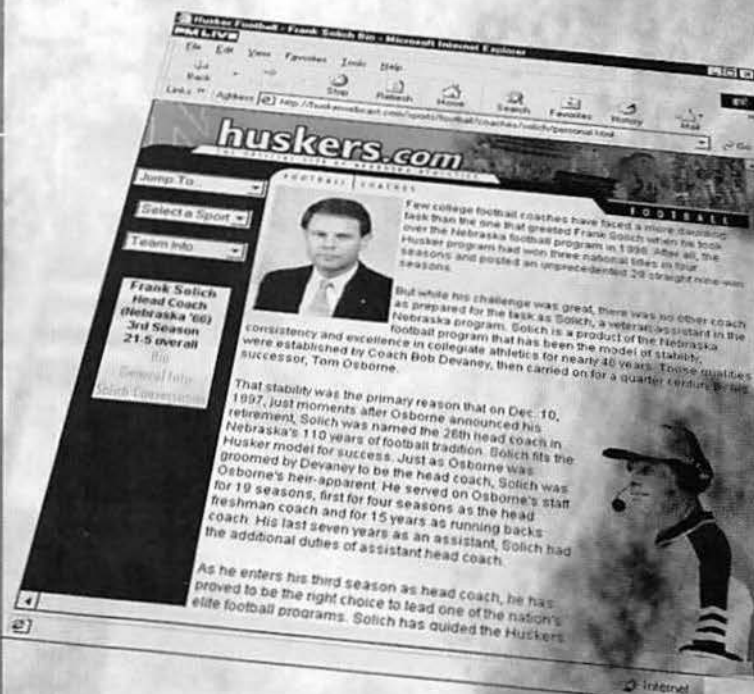 Husker Football - Frank Solich Bio - Microsoft Internet Explorer
PM LIVE
File Edit View Favorites Tools Help
Back Stop Refresh Home Search Favorites History Mail
Links Address Go
huskers.com
THE OFFICIAL SITE OF NEBRASKA ATHLETICS
FOOTBALL
FOOTBALL COACHES
Jump To...
Select a Sport
Team Info
Frank Solich
Head Coach
(Nebraska '66)
3rd Season
21-5 overall
Bio
General Info
Solich Conversation
Few college football coaches have faced a more daunting
task than the one that greeted Frank Solich when he took
over the Nebraska football program in 1998. After all, the
Husker program had won three national titles in four
seasons and posted an unprecedented 29 straight nine-win
seasons.
But while his challenge was great, there was no other coach
as prepared for the task as Solich, a veteran assistant in the
Nebraska program. Solich is a product of the Nebraska
football program that has been the model of stability,
consistency and excellence in collegiate athletics for nearly 40 years. Those qualities
were established by Coach Bob Devaney, then carried on for a quarter century by his
successor, Tom Osborne.
That stability was the primary reason that on Dec. 10,
1997, just moments after Osborne announced his
retirement, Solich was named the 26th head coach in
Nebraska's 110 years of football tradition. Solich fits the
Husker model for success. Just as Osborne was
groomed by Devaney to be the head coach, Solich was
Osborne's heir-apparent. He served on Osborne's staff
for 19 seasons, first for four seasons as the head
freshman coach and for 15 years as running backs
coach. His last seven years as an assistant, Solich had
the additional duties of assistant head coach.
As he enters his third season as head coach, he has
proved to be the right choice to lead one of the nation's
elite football programs. Solich has guided the Huskers
Internet